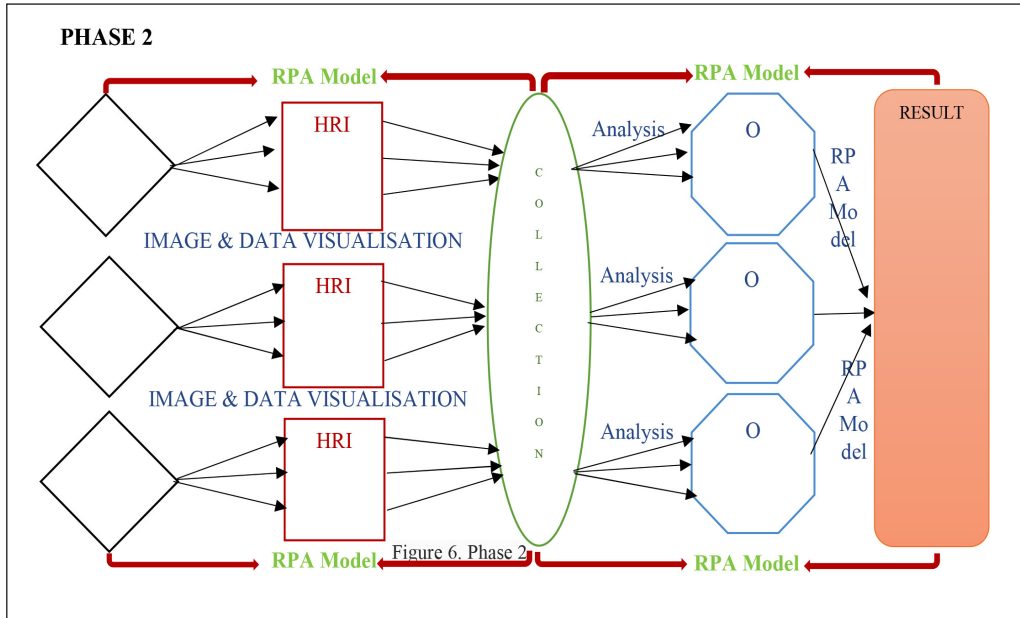 PHASE 2
RPA Model
RPA Model
HRI
COLLECTION
Analysis
O
RP
A
Mo
del
RESULT
IMAGE & DATA VISUALISATION
HRI
Analysis
O
IMAGE & DATA VISUALISATION
HRI
Analysis
O
RP
A
Mo
del
RPA Model
Figure 6. Phase 2
RPA Model